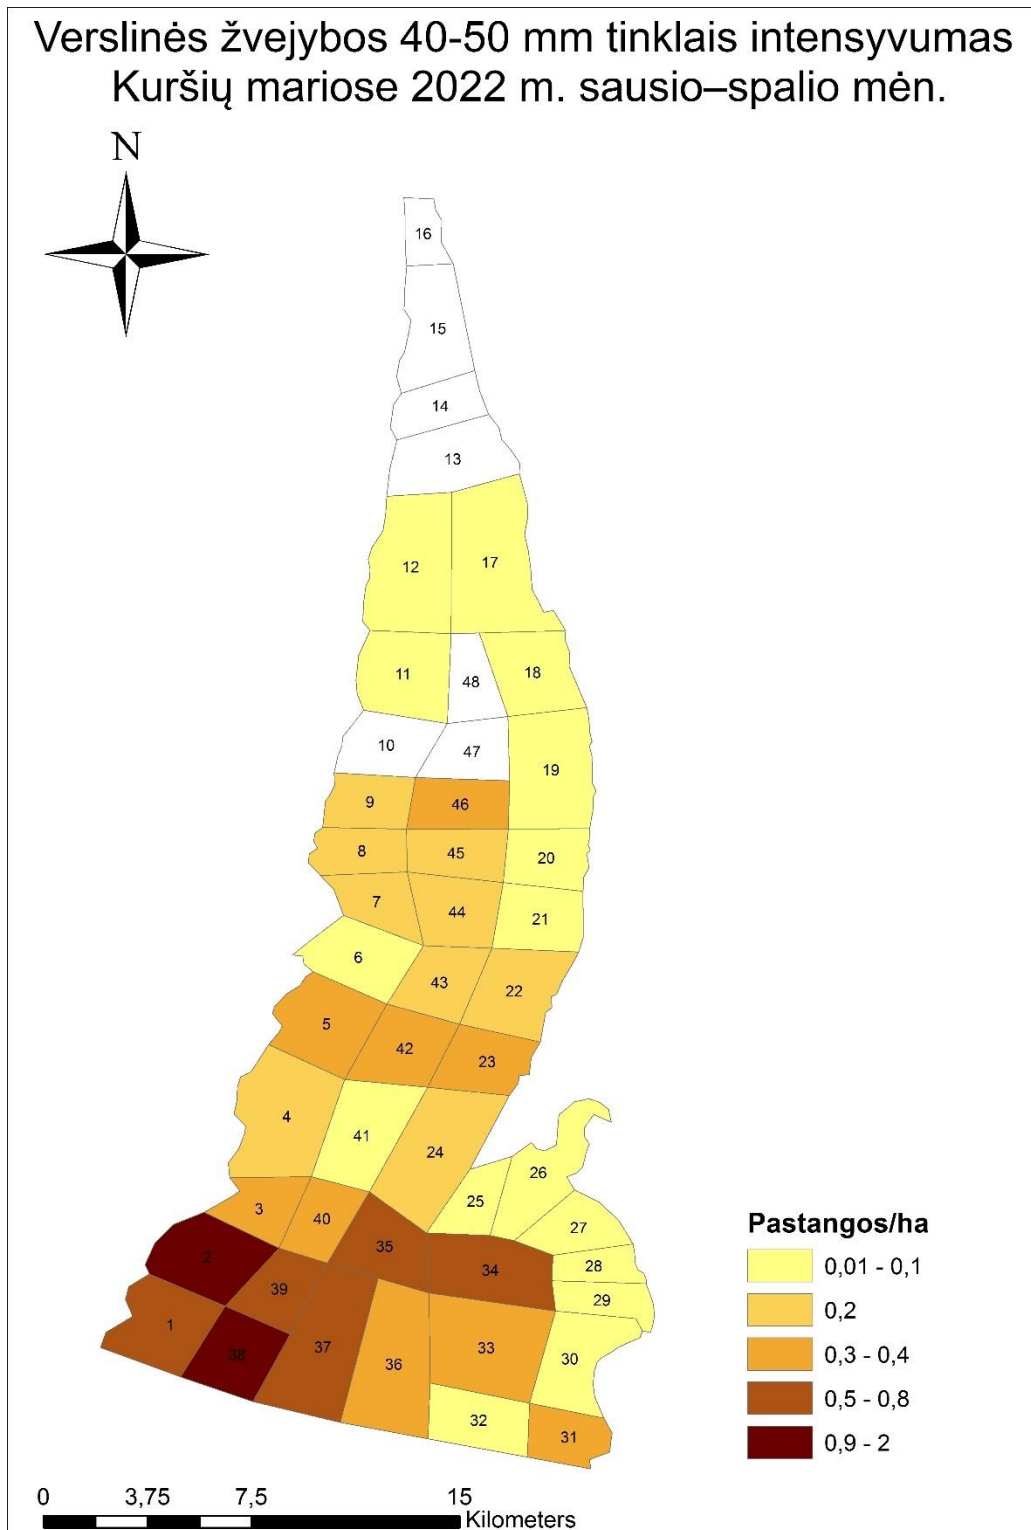 Verslinės žvejybos 40-50 mm tinklais intensyvumas
Kuršių mariose 2022 m. sausio–spalio mėn.
N
16
15
14
13
12 17
11 48 18
10 47 19
9 46
8 45 20
7 44 21
6 43 22
5 42 23
4 41 24
25 26
3 40 27
2 35 28
39 34 29
1 38 37 36 33 30
32 31
Pastangos/ha
0,01 - 0,1
0,2
0,3 - 0,4
0,5 - 0,8
0,9 - 2
0 3,75 7,5 15
Kilometers